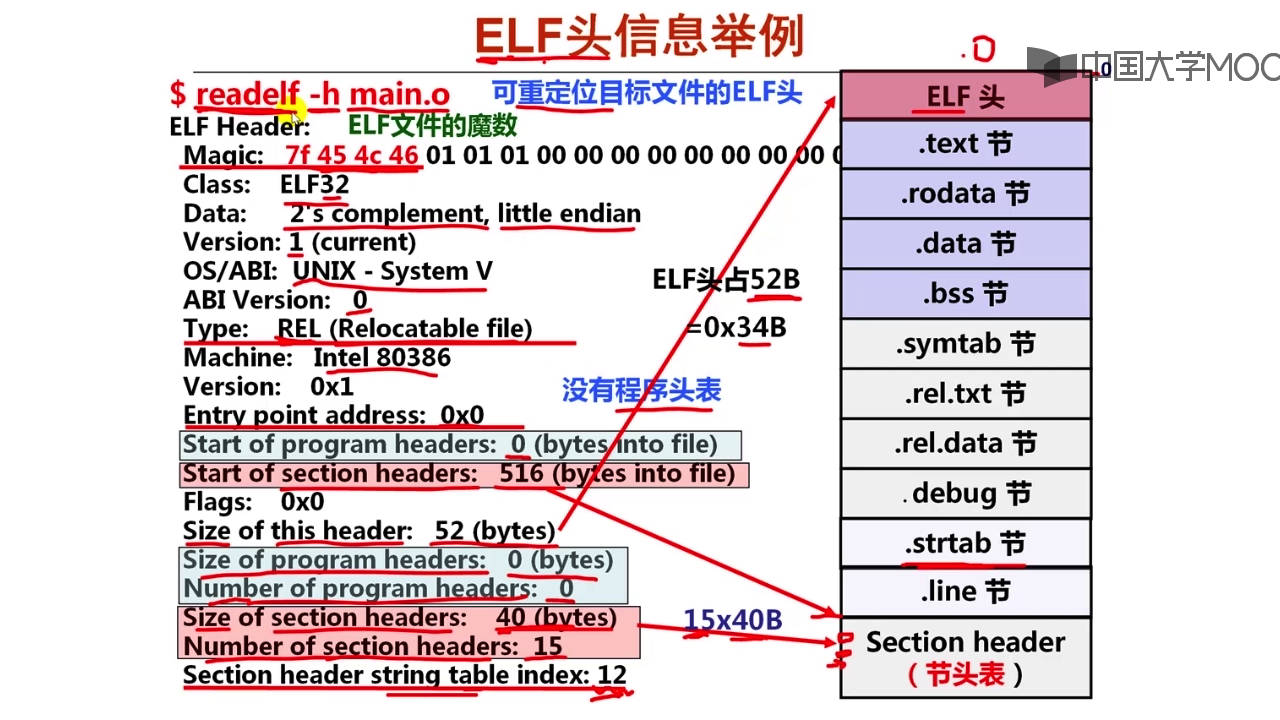 ELF头信息举例
中国大学MOO
0
$ readelf -h main.o
可重定位目标文件的ELF头
ELF Header:
ELF文件的魔数
Magic: 7f 45 4c 46 01 01 01 00 00 00 00 00 00 00 00 0
Class: ELF32
Data: 2's complement, little endian
Version: 1 (current)
OS/ABI: UNIX - System V
ABI Version: 0
Type: REL (Relocatable file)
Machine: Intel 80386
Version: 0x1
Entry point address: 0x0
Start of program headers: 0 (bytes into file)
Start of section headers: 516 (bytes into file)
Flags: 0x0
Size of this header: 52 (bytes)
Size of program headers: 0 (bytes)
Number of program headers: 0
Size of section headers: 40 (bytes)
Number of section headers: 15
Section header string table index: 12
ELF头占52B
=0x34B
没有程序头表
15x40B
0
ELF 头
.text 节
.rodata 节
.data 节
.bss 节
.symtab 节
.rel.txt 节
.rel.data 节
.debug 节
.strtab 节
.line 节
Section header
(节头表)